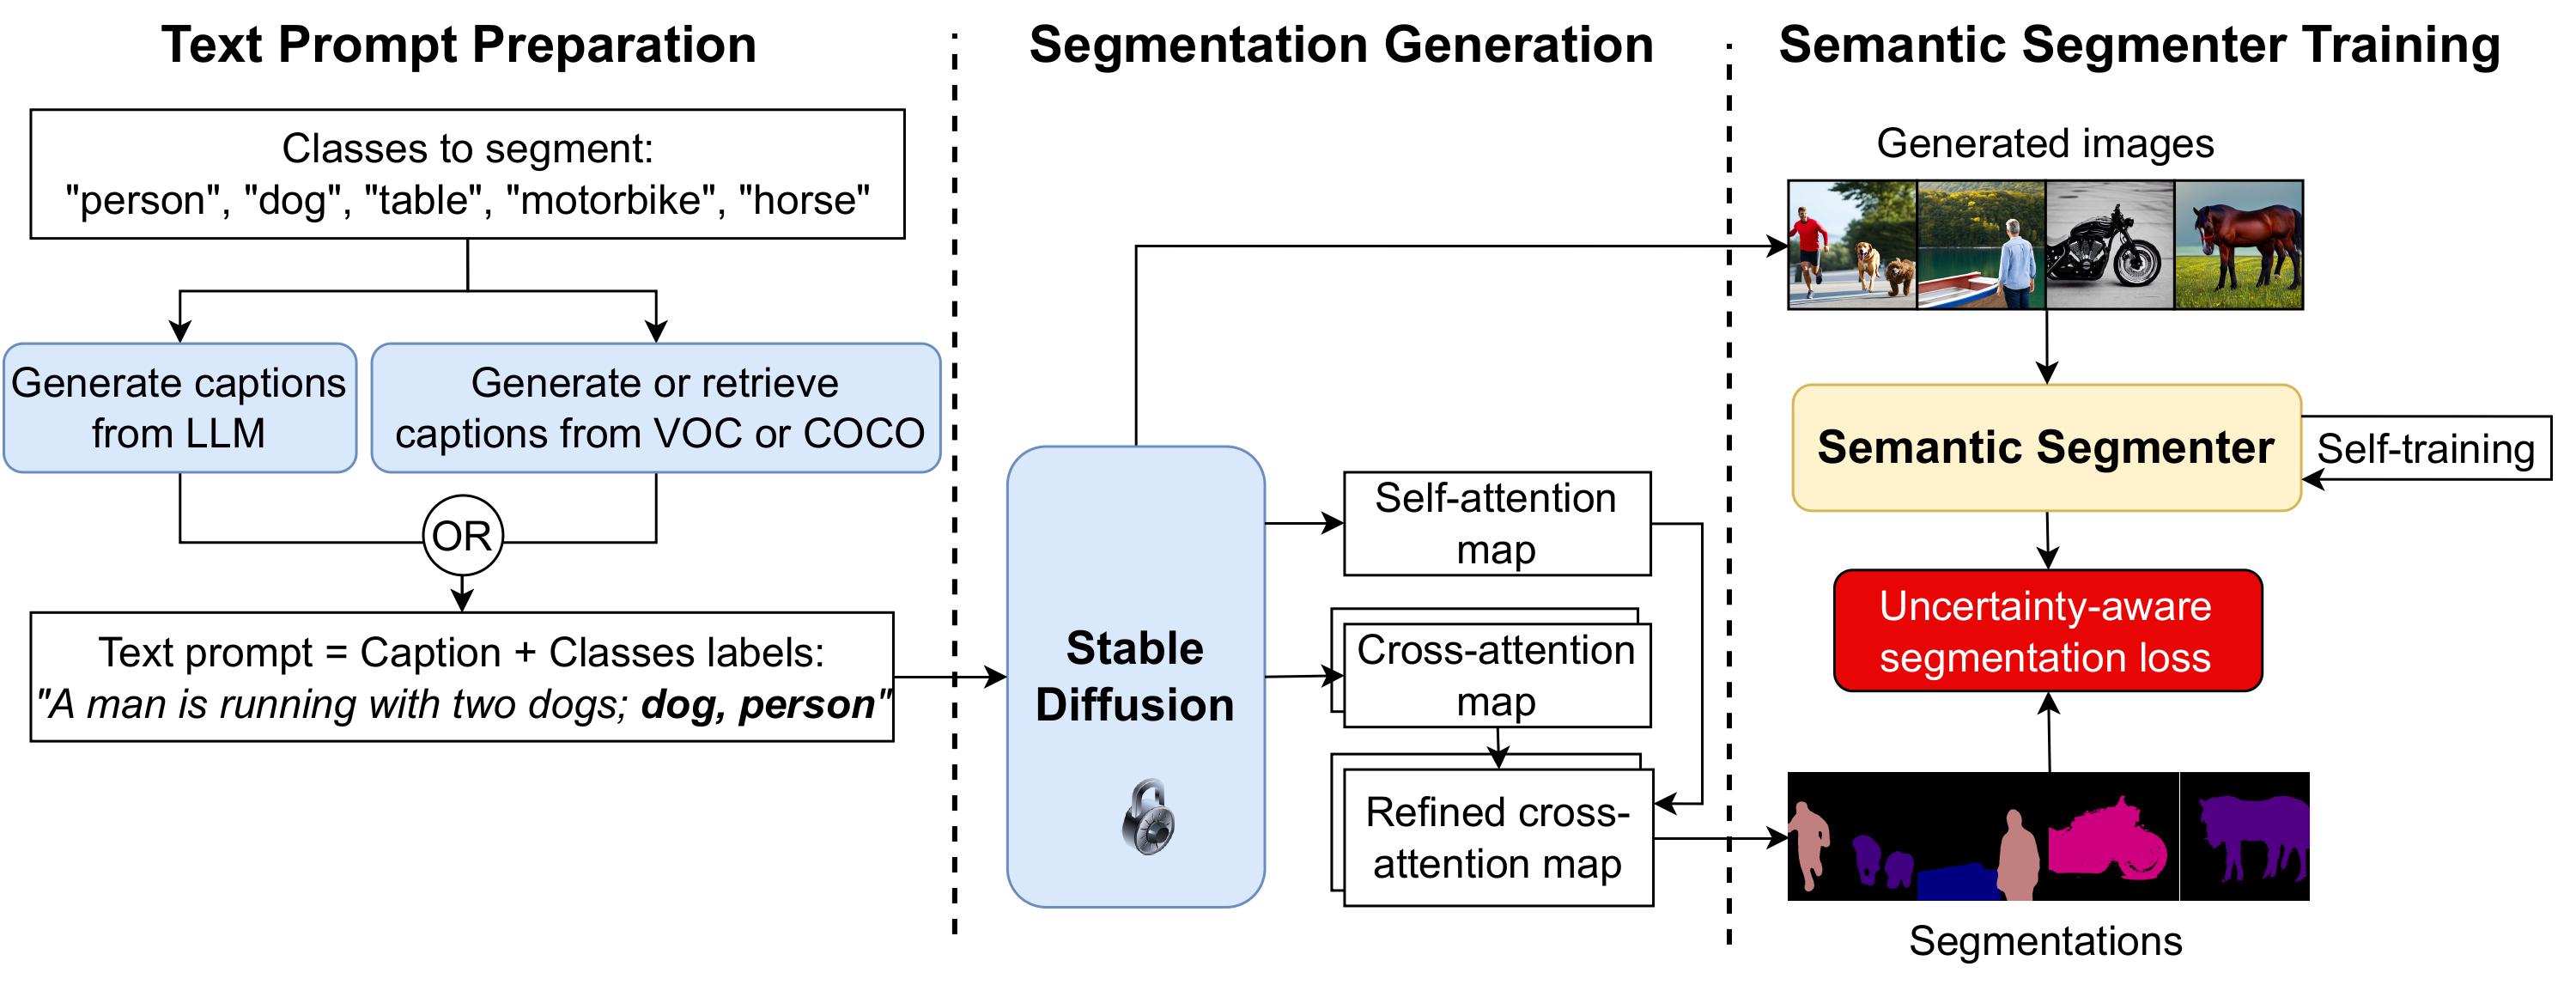 Text Prompt Preparation
Classes to segment:
"person", "dog", "table", "motorbike", "horse"
Generate captions
from LLM
Generate or retrieve
captions from VOC or COCO
OR
Text prompt = Caption + Classes labels:
"A man is running with two dogs; dog, person"
Segmentation Generation
Stable
Diffusion
Self-attention
map
Cross-attention
map
Refined cross-
attention map
Semantic Segmenter Training
Generated images
Semantic Segmenter
Self-training
Uncertainty-aware
segmentation loss
Segmentations